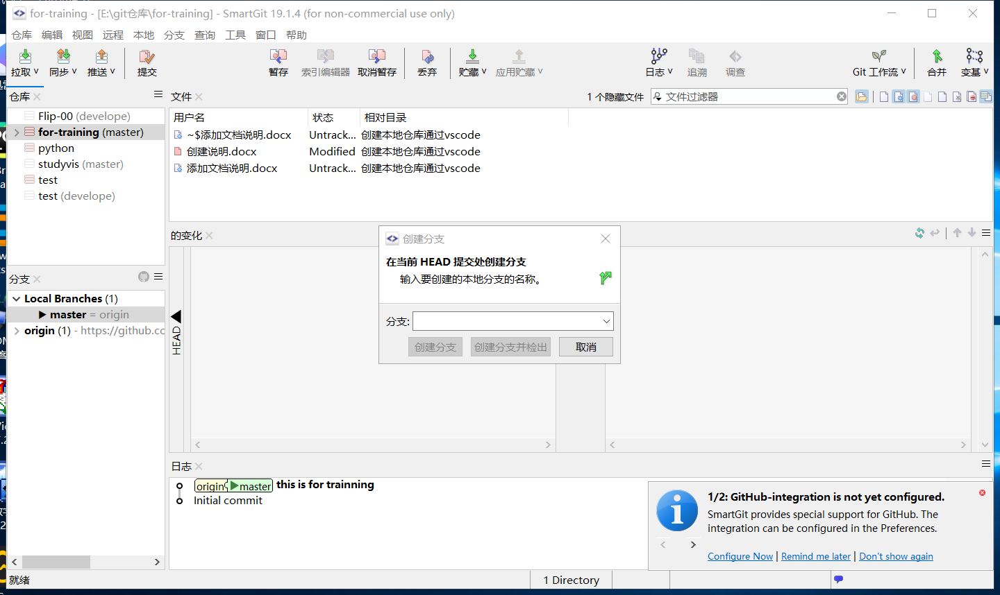 for-training - [E:\git仓库\for-training] - SmartGit 19.1.4 (for non-commercial use only)
仓库 编辑 视图 远程 本地 分支 查询 工具 窗口 帮助
拉取 同步 推送 提交 暂存 索引编辑器 取消暂存 丢弃 贮藏 应用贮藏 日志 追溯 调查 Git 工作流 合并 变基
仓库
Flip-00 (develope)
for-training (master)
python
studyvis (master)
test
test (develope)
文件
1 个隐藏文件
文件过滤器
用户名 状态 相对目录
~$添加文档说明.docx Untrack... 创建本地仓库通过vscode
创建说明.docx Modified 创建本地仓库通过vscode
添加文档说明.docx Untrack... 创建本地仓库通过vscode
的变化
HEAD
创建分支
在当前 HEAD 提交处创建分支
输入要创建的本地分支的名称。
分支:
创建分支 创建分支并检出 取消
分支
Local Branches (1)
master = origin
origin (1) - https://github.cc
日志
origin master this is for trainning
Initial commit
1/2: GitHub-integration is not yet configured.
SmartGit provides special support for GitHub. The
integration can be configured in the Preferences.
Configure Now | Remind me later | Don't show again
就绪
1 Directory